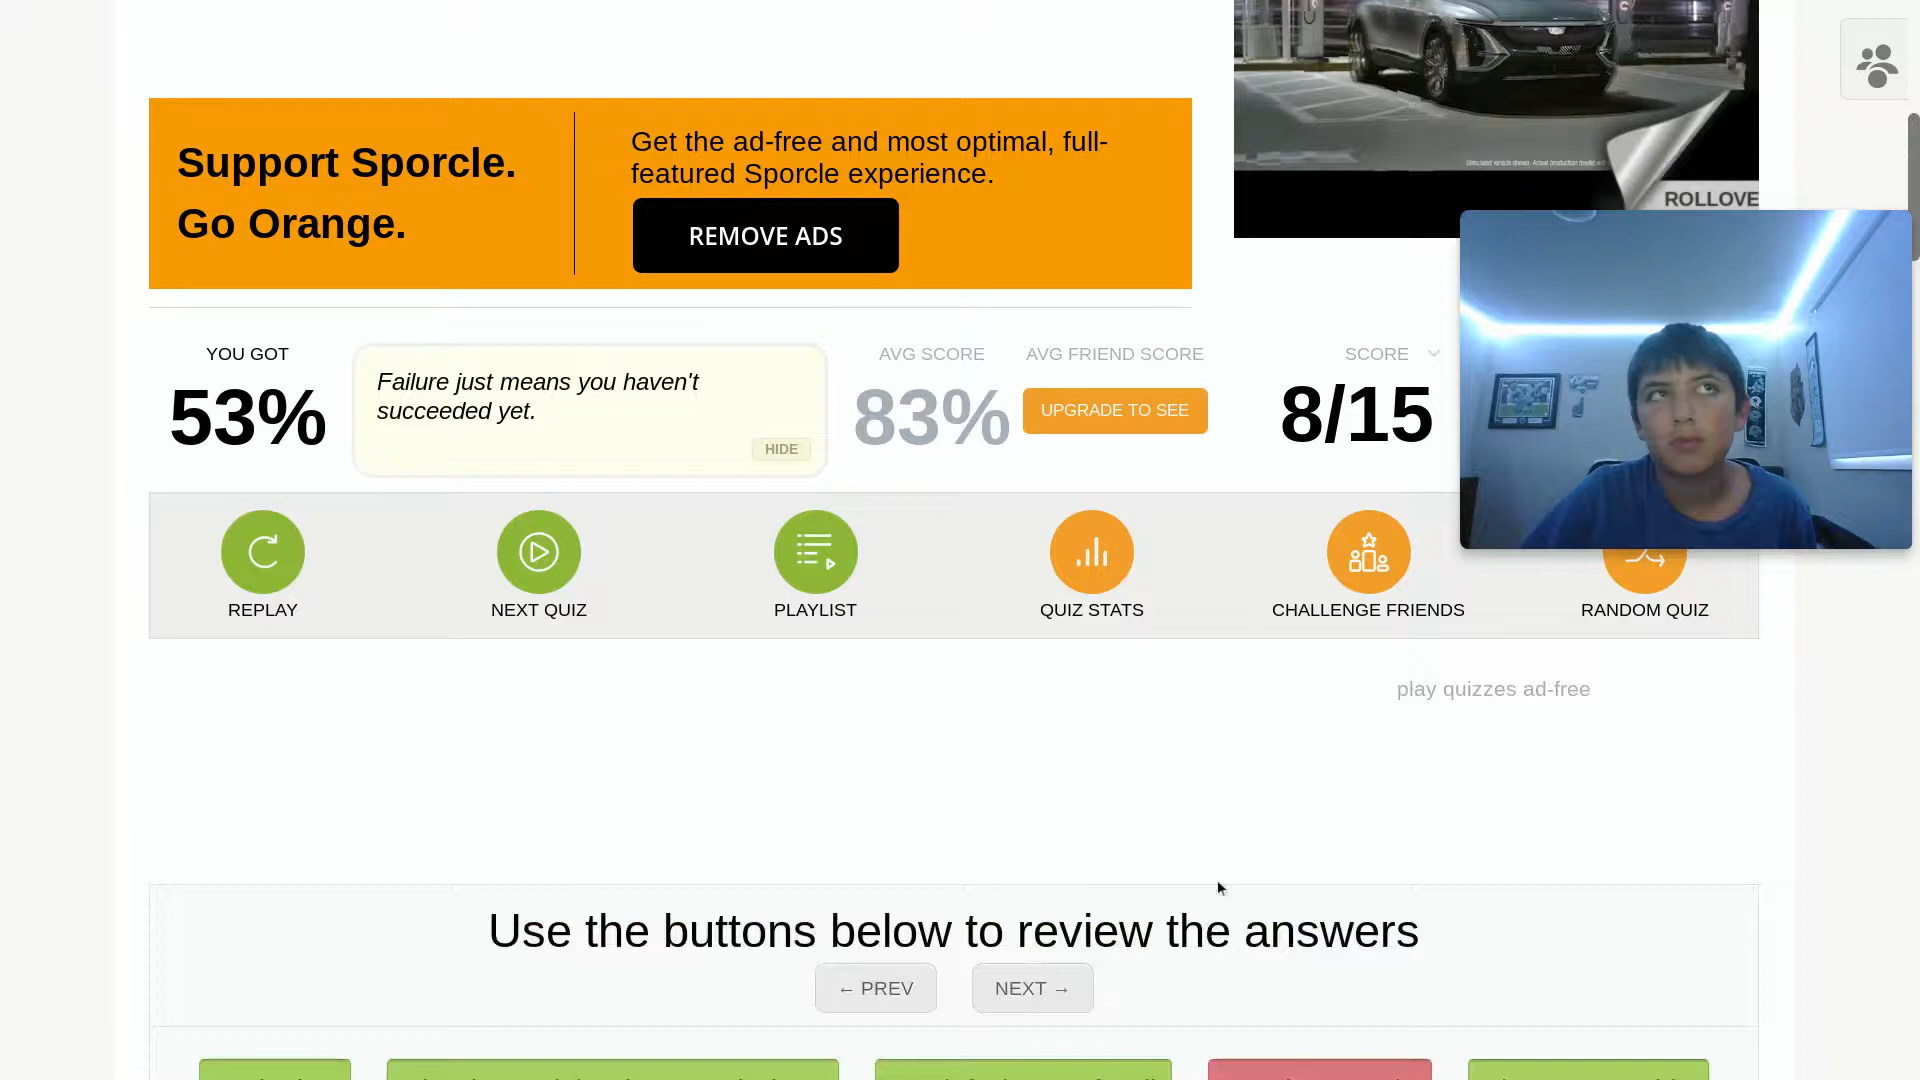 Support Sporcle.
Go Orange.
Get the ad-free and most optimal, full-
featured Sporcle experience.
REMOVE ADS
ROLLOVE
YOU GOT
53%
Failure just means you haven't
succeeded yet.
HIDE
AVG SCORE
83%
AVG FRIEND SCORE
UPGRADE TO SEE
SCORE
8/15
REPLAY
NEXT QUIZ
PLAYLIST
QUIZ STATS
CHALLENGE FRIENDS
RANDOM QUIZ
play quizzes ad-free
Use the buttons below to review the answers
← PREV
NEXT →